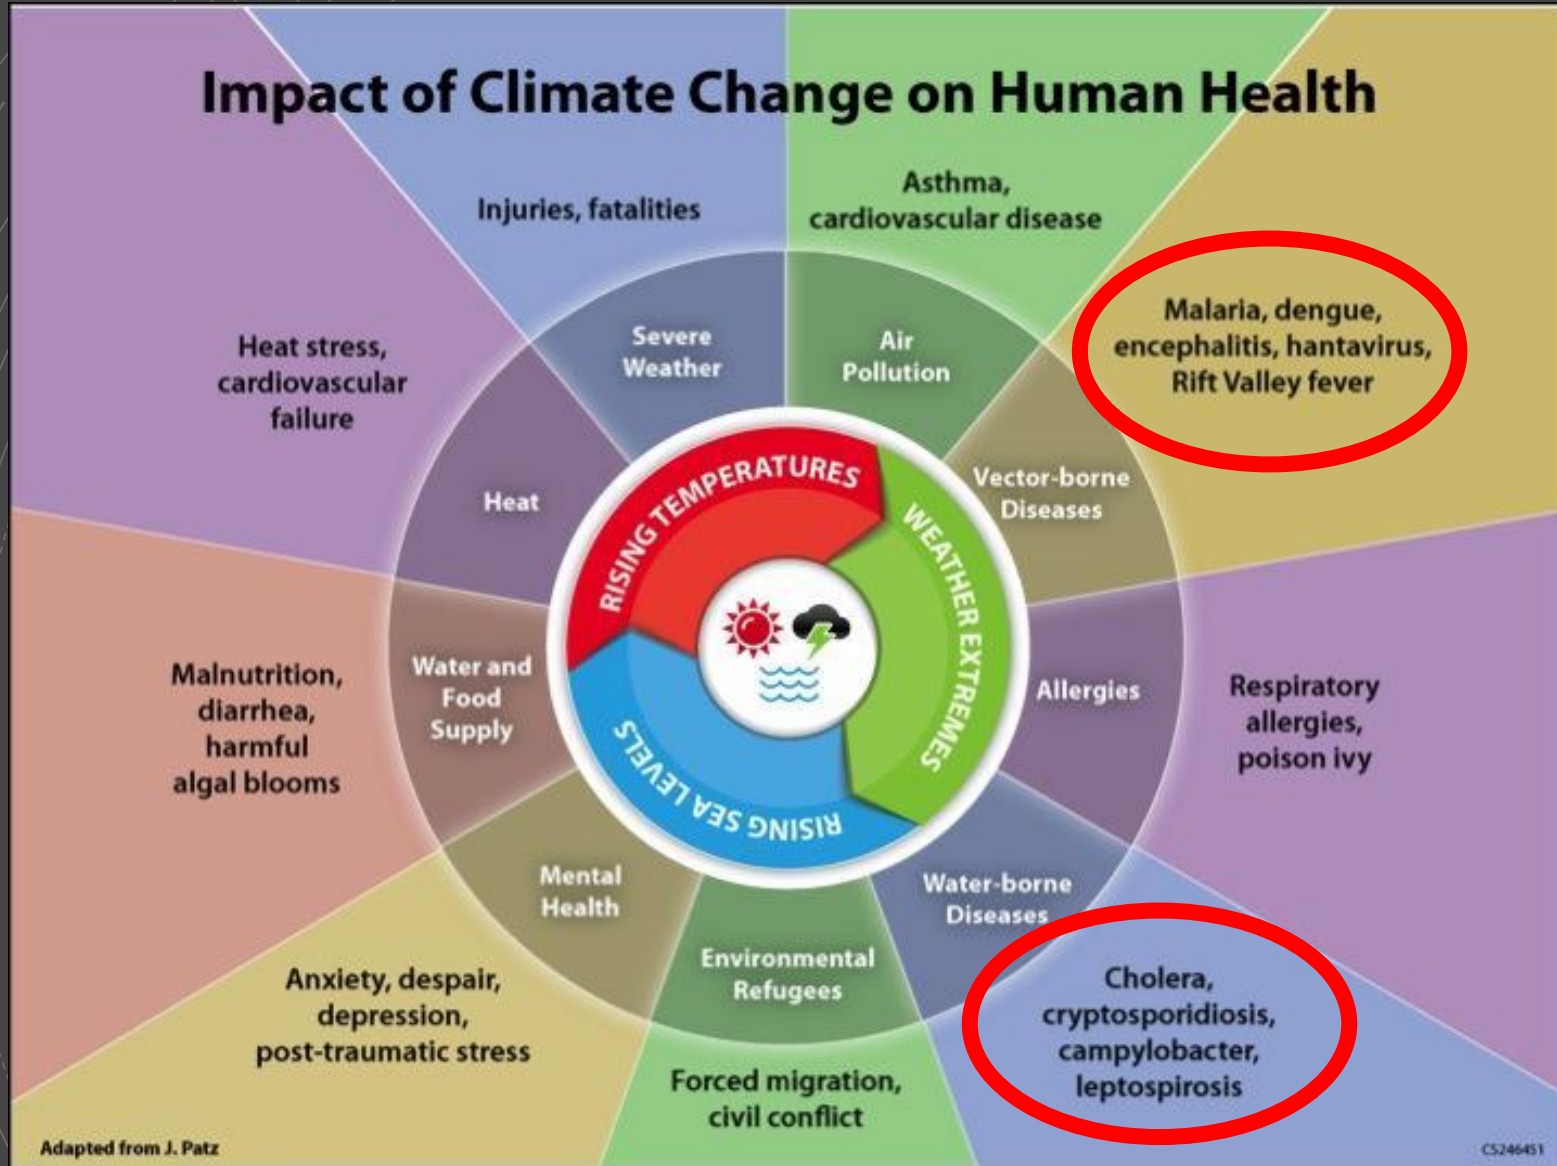 Impact of Climate Change on Human Health
Injuries, fatalities
Asthma,
cardiovascular disease
Malaria, dengue,
encephalitis, hantavirus,
Rift Valley fever
Heat stress,
cardiovascular
failure
Severe
Weather
Air
Pollution
Heat
Vector-borne
Diseases
RISING TEMPERATURES
WEATHER EXTREMES
RISING SEA LEVELS
Water and
Food
Supply
Malnutrition,
diarrhea,
harmful
algal blooms
Allergies
Respiratory
allergies,
poison ivy
Mental
Health
Water-borne
Diseases
Environmental
Refugees
Anxiety, despair,
depression,
post-traumatic stress
Cholera,
cryptosporidiosis,
campylobacter,
leptospirosis
Forced migration,
civil conflict
Adapted from J. Patz
CS246451